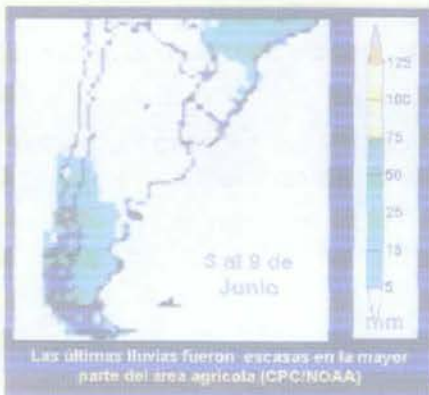 125
100
75
50
25
15
5
mm
3 al 9 de
Junio
Las últimas lluvias fueron escasas en la mayor
parte del area agrícola (CPC/NOAA)